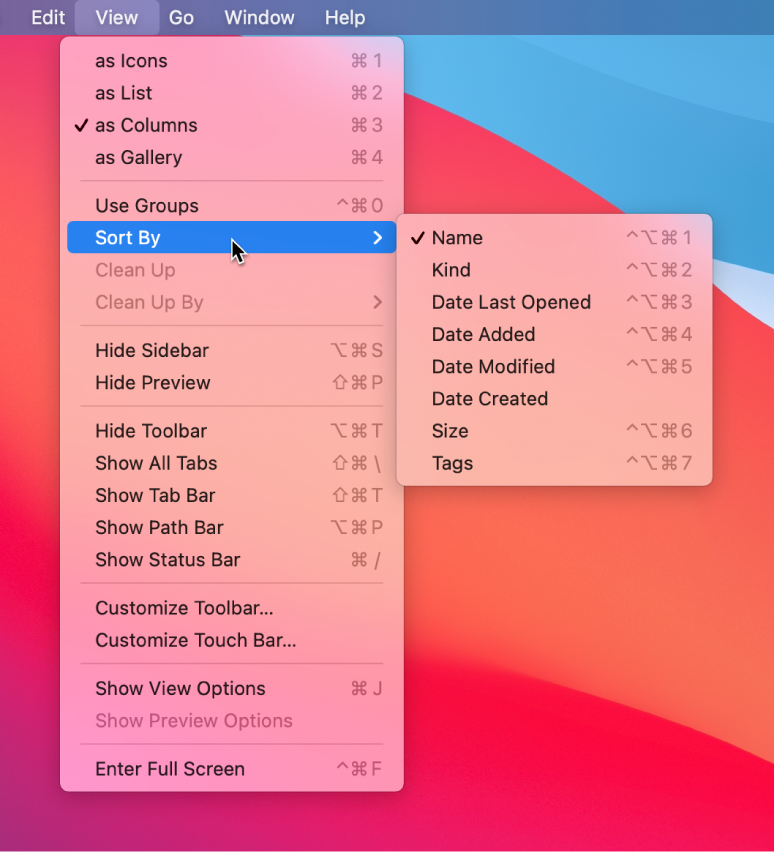 Edit View Go Window Help
as Icons ⌘1
as List ⌘2
✓ as Columns ⌘3
as Gallery ⌘4
Use Groups ^⌘0
Sort By >
Clean Up
Clean Up By >
Hide Sidebar ⌥⌘S
Hide Preview ⇧⌘P
Hide Toolbar ⌥⌘T
Show All Tabs ⇧⌘\
Show Tab Bar ⇧⌘T
Show Path Bar ⌥⌘P
Show Status Bar ⌘/
Customize Toolbar...
Customize Touch Bar...
Show View Options ⌘J
Show Preview Options
Enter Full Screen ^⌘F
✓ Name ^⌥⌘1
Kind ^⌥⌘2
Date Last Opened ^⌥⌘3
Date Added ^⌥⌘4
Date Modified ^⌥⌘5
Date Created
Size ^⌥⌘6
Tags ^⌥⌘7